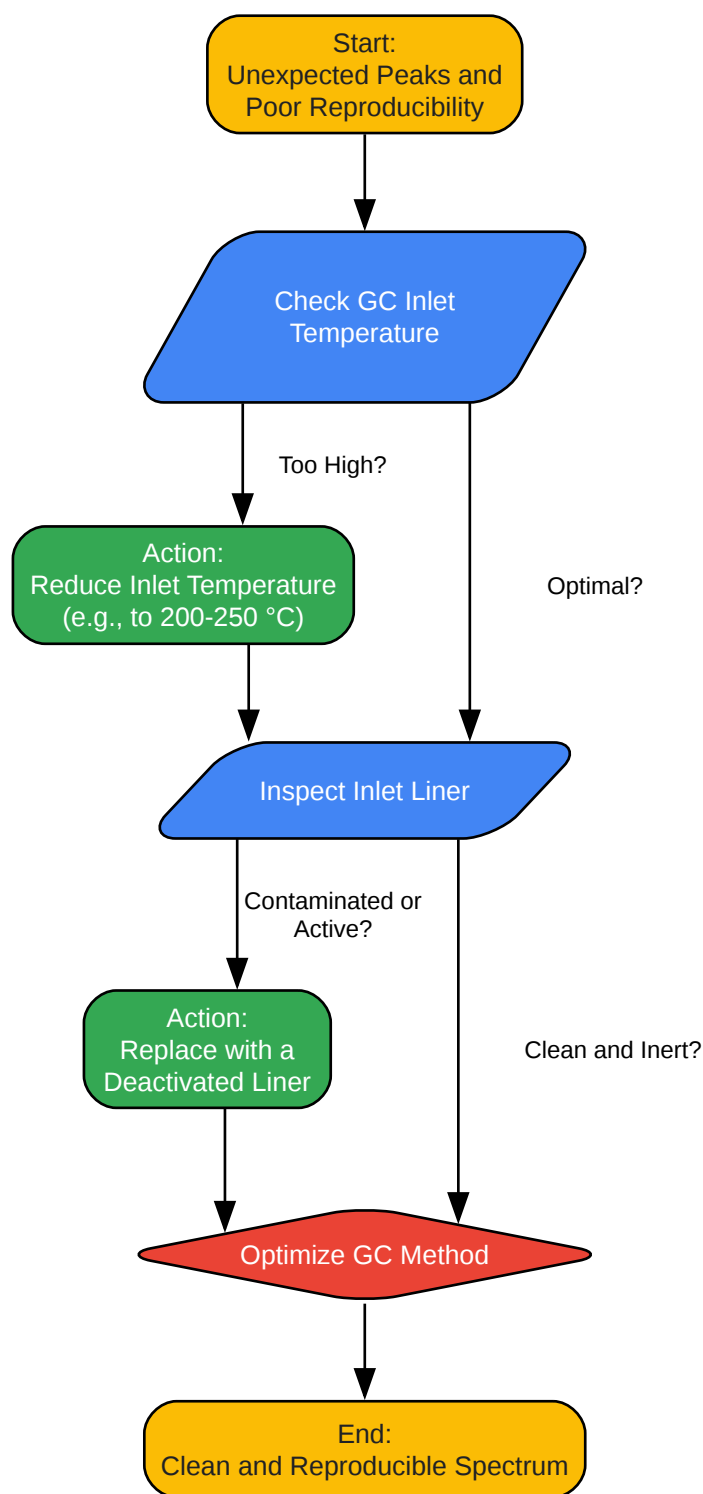 Start:
Unexpected Peaks and
Poor Reproducibility
Check GC Inlet
Temperature
Too High?
Action:
Reduce Inlet Temperature
(e.g., to 200-250 °C)
Optimal?
Inspect Inlet Liner
Contaminated or
Active?
Action:
Replace with a
Deactivated Liner
Clean and Inert?
Optimize GC Method
End:
Clean and Reproducible Spectrum